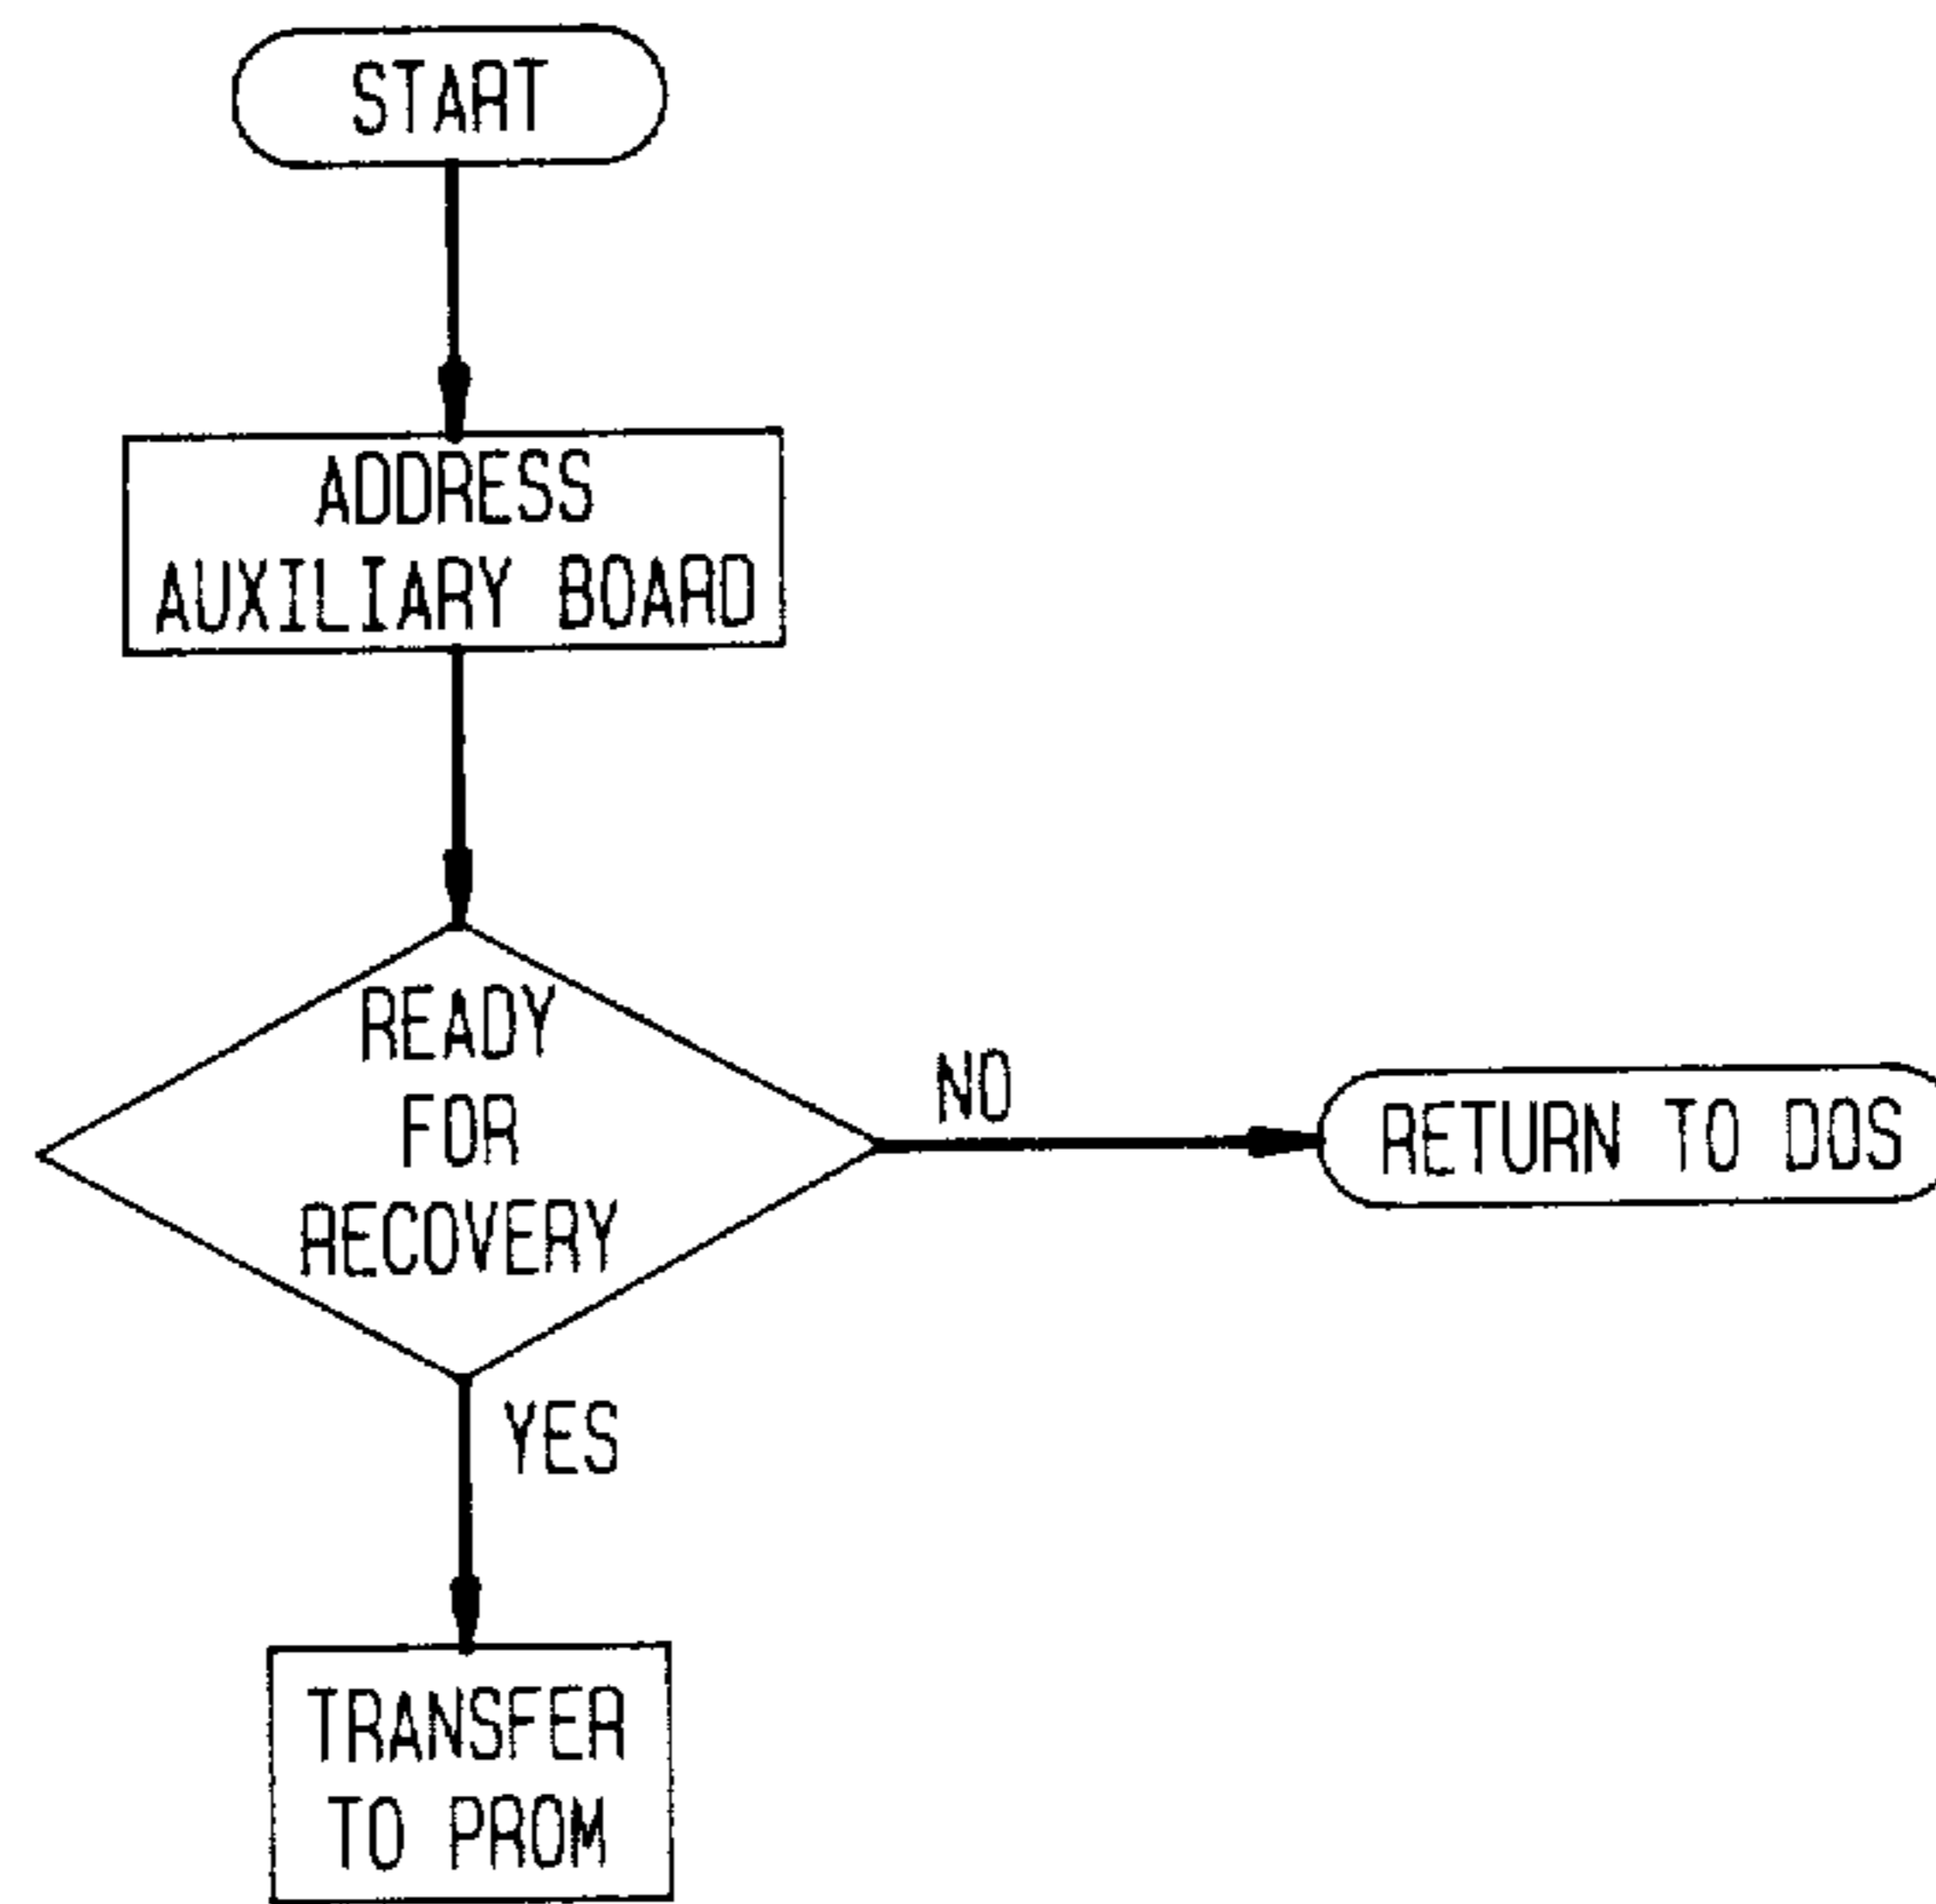 START
ADDRESS
AUXILIARY BOARD
READY
FOR
RECOVERY
NO
RETURN TO DOS
YES
TRANSFER
TO PROM